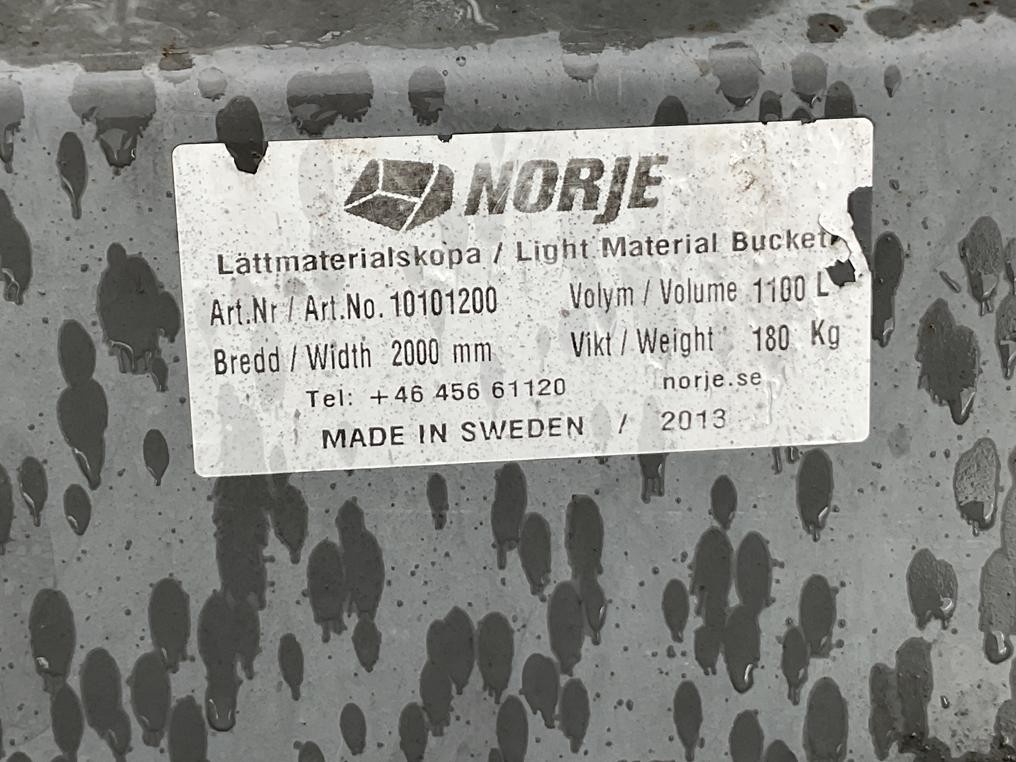 NORJE
Lättmaterialskopa / Light Material Bucket
Art.Nr / Art.No. 10101200 Volym / Volume 1100 L
Bredd / Width 2000 mm Vikt / Weight 180 Kg
Tel: +46 456 61120 norje.se
MADE IN SWEDEN / 2013